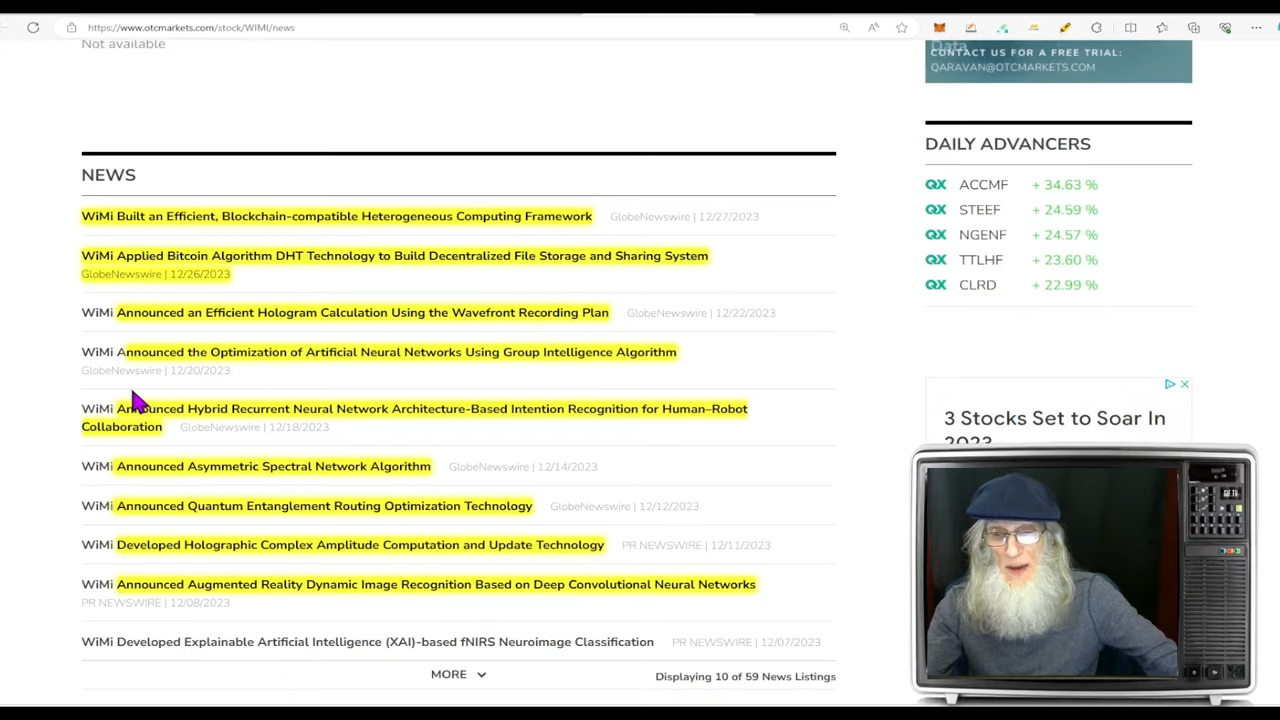 https://www.otcmarkets.com/stock/WIMI/news
Not available
Data
CONTACT US FOR A FREE TRIAL:
QARAVAN@OTCMARKETS.COM
NEWS
WiMi Built an Efficient, Blockchain-compatible Heterogeneous Computing Framework GlobeNewswire | 12/27/2023
WiMi Applied Bitcoin Algorithm DHT Technology to Build Decentralized File Storage and Sharing System
GlobeNewswire | 12/26/2023
WiMi Announced an Efficient Hologram Calculation Using the Wavefront Recording Plan GlobeNewswire | 12/22/2023
WiMi Announced the Optimization of Artificial Neural Networks Using Group Intelligence Algorithm
GlobeNewswire | 12/20/2023
WiMi Announced Hybrid Recurrent Neural Network Architecture-Based Intention Recognition for Human–Robot
Collaboration GlobeNewswire | 12/18/2023
WiMi Announced Asymmetric Spectral Network Algorithm GlobeNewswire | 12/14/2023
WiMi Announced Quantum Entanglement Routing Optimization Technology GlobeNewswire | 12/12/2023
WiMi Developed Holographic Complex Amplitude Computation and Update Technology PR NEWSWIRE | 12/11/2023
WiMi Announced Augmented Reality Dynamic Image Recognition Based on Deep Convolutional Neural Networks
PR NEWSWIRE | 12/08/2023
WiMi Developed Explainable Artificial Intelligence (XAI)-based fNIRS Neuroimage Classification PR NEWSWIRE | 12/07/2023
MORE
Displaying 10 of 59 News Listings
DAILY ADVANCERS
QX ACCMF + 34.63 %
QX STEEF + 24.59 %
QX NGENF + 24.57 %
QX TTLHF + 23.60 %
QX CLRD + 22.99 %
3 Stocks Set to Soar In
2023
GIF.TV